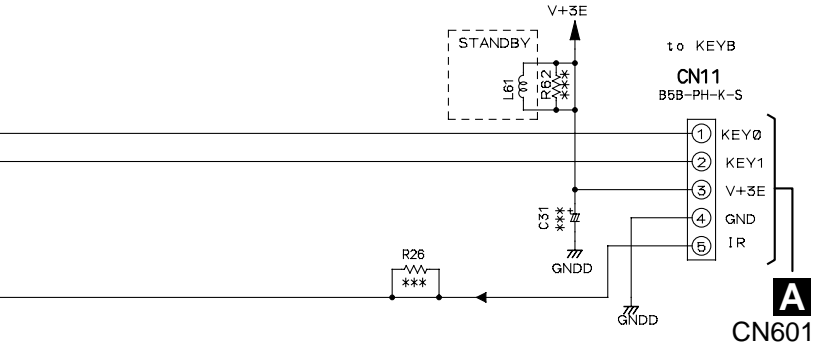 V+3E
STANDBY
to KEYB
CN11
B5B-PH-K-S
L61
R62
***
1 KEY0
2 KEY1
3 V+3E
4 GND
5 IR
C31
***
+
GNDD
R26
***
GNDD
A
CN601